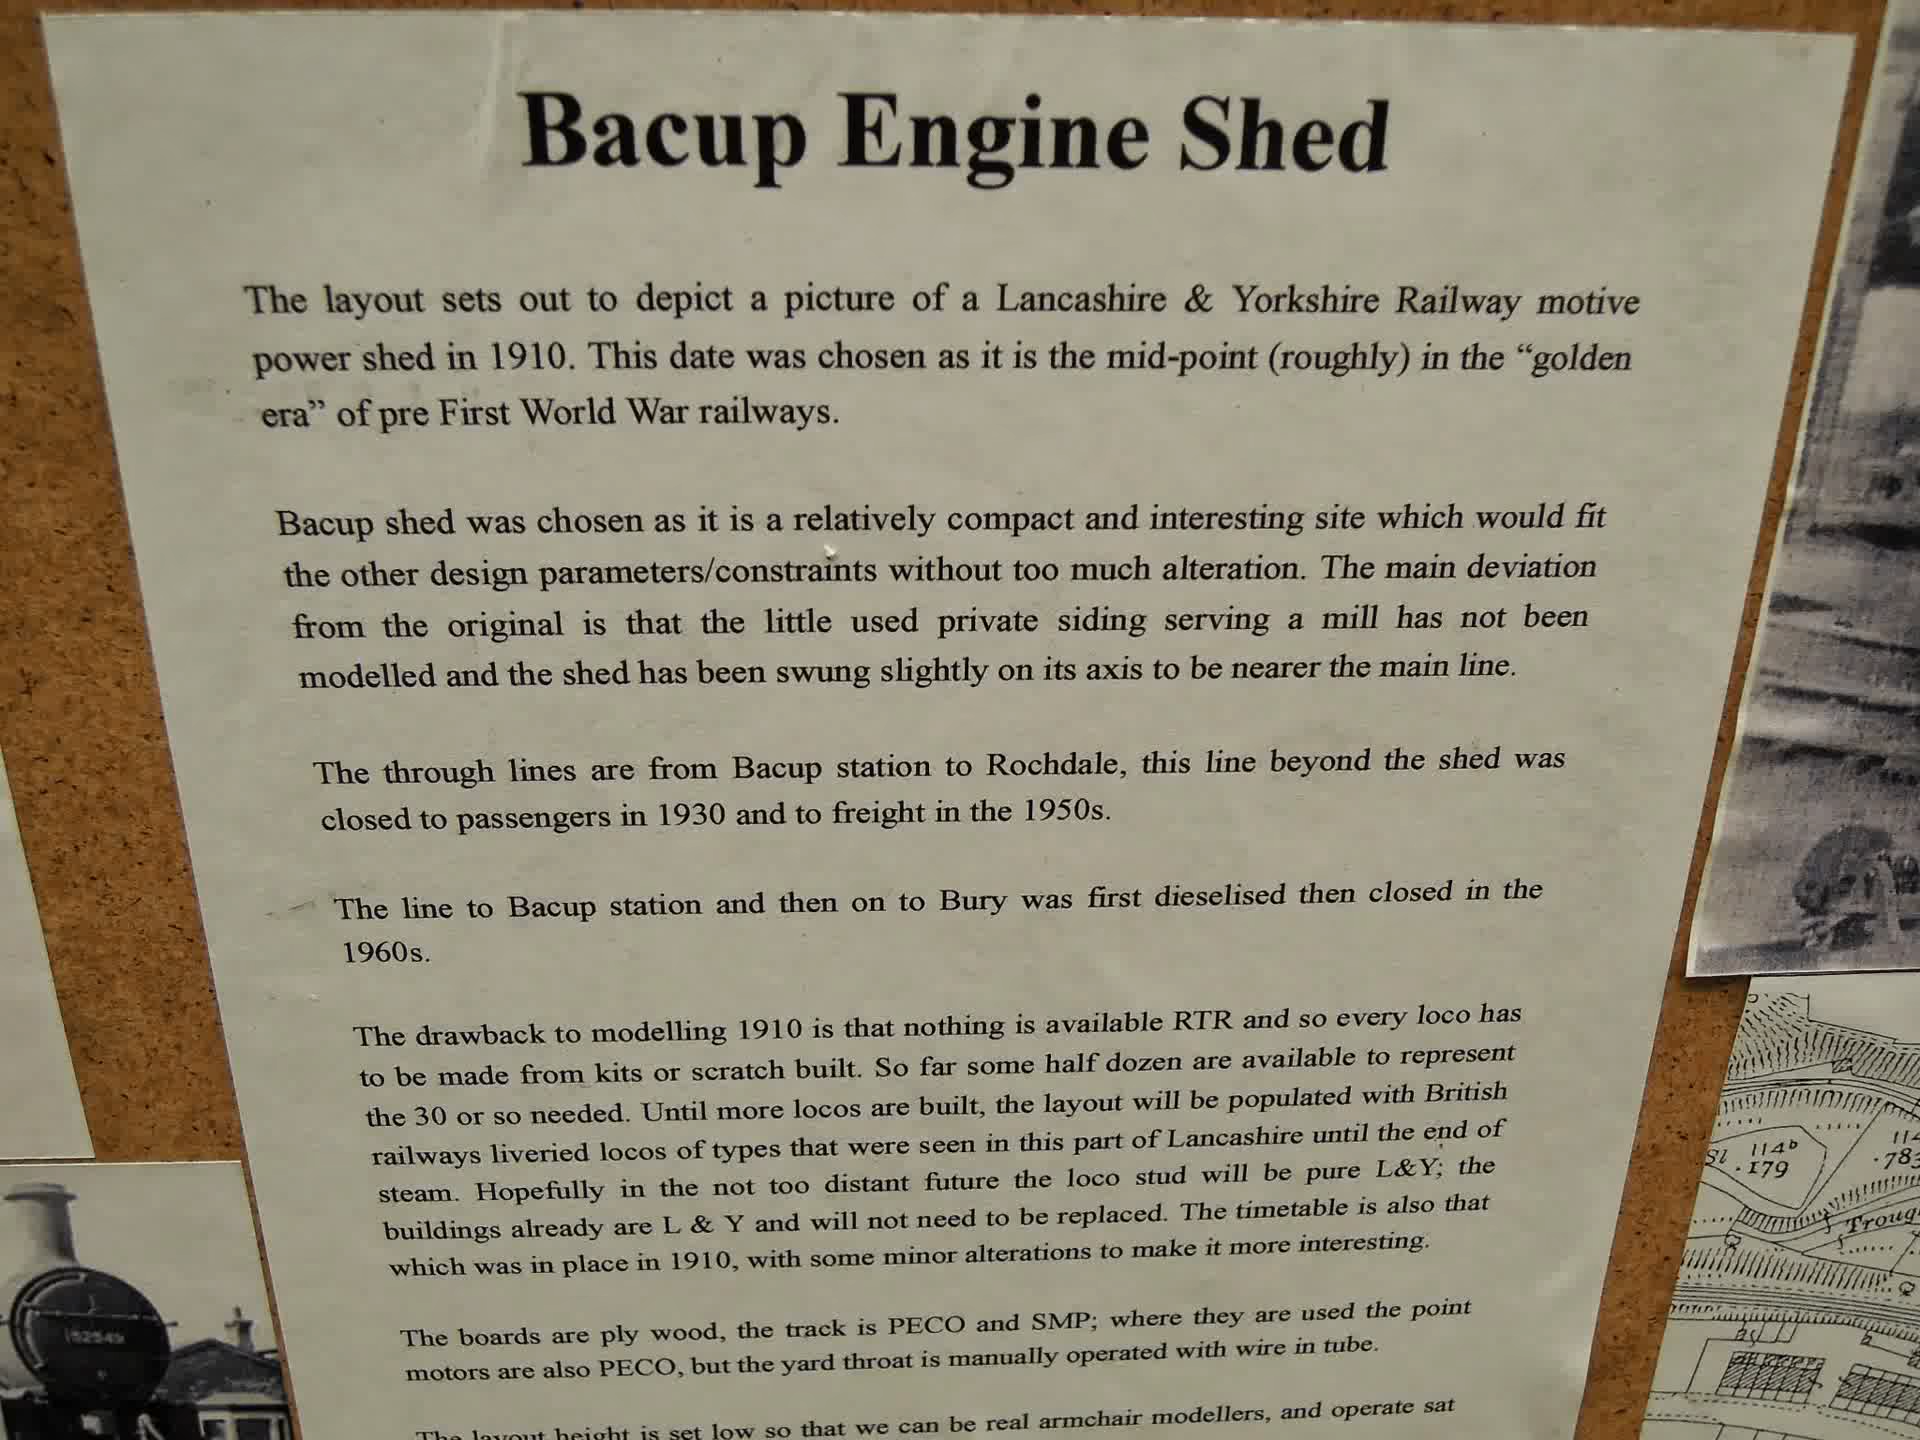 Bacup Engine Shed
The layout sets out to depict a picture of a Lancashire & Yorkshire Railway motive
power shed in 1910. This date was chosen as it is the mid-point (roughly) in the “golden
era” of pre First World War railways.
Bacup shed was chosen as it is a relatively compact and interesting site which would fit
the other design parameters/constraints without too much alteration. The main deviation
from the original is that the little used private siding serving a mill has not been
modelled and the shed has been swung slightly on its axis to be nearer the main line.
The through lines are from Bacup station to Rochdale, this line beyond the shed was
closed to passengers in 1930 and to freight in the 1950s.
The line to Bacup station and then on to Bury was first dieselised then closed in the
1960s.
The drawback to modelling 1910 is that nothing is available RTR and so every loco has
to be made from kits or scratch built. So far some half dozen are available to represent
the 30 or so needed. Until more locos are built, the layout will be populated with British
railways liveried locos of types that were seen in this part of Lancashire until the end of
steam. Hopefully in the not too distant future the loco stud will be pure L&Y; the
buildings already are L & Y and will not need to be replaced. The timetable is also that
which was in place in 1910, with some minor alterations to make it more interesting.
The boards are ply wood, the track is PECO and SMP; where they are used the point
motors are also PECO, but the yard throat is manually operated with wire in tube.
The layout height is set low so that we can be real armchair modellers, and operate sat
114b
.179